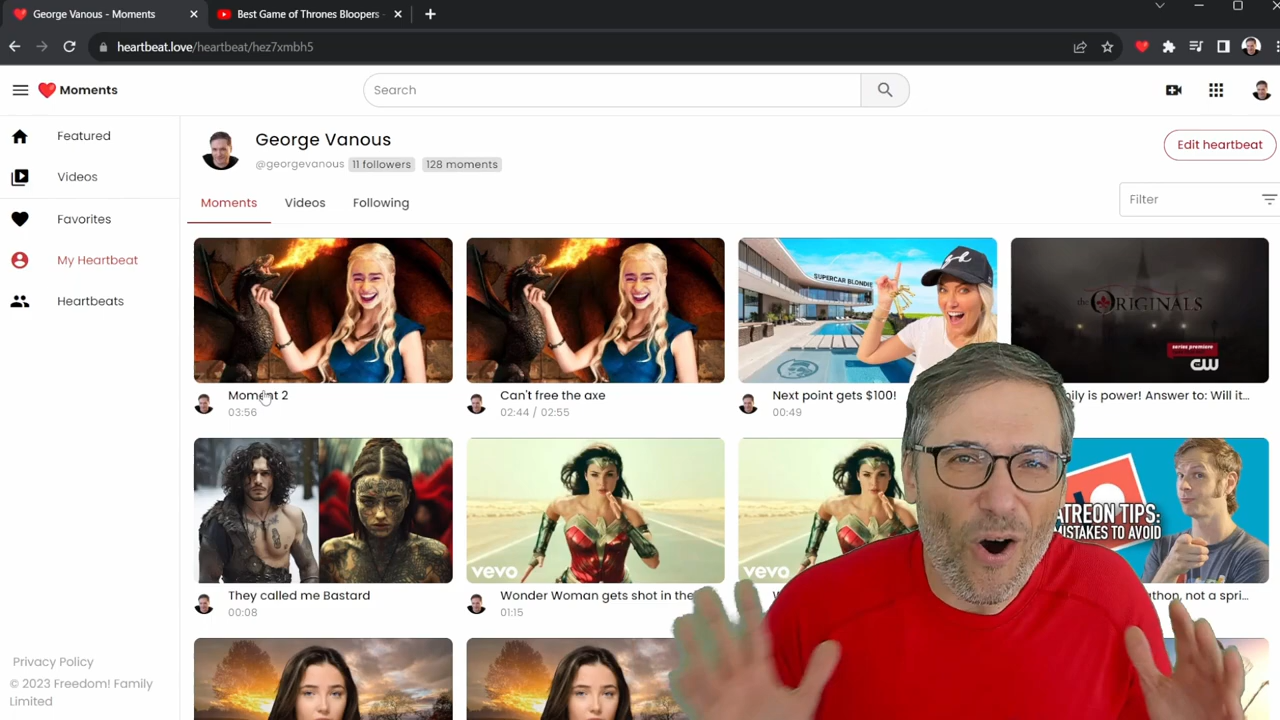 George Vanous - Moments
Best Game of Thrones Bloopers -
heartbeat.love/heartbeat/hez7xmbh5
Moments
Search
Featured
Videos
Favorites
My Heartbeat
Heartbeats
George Vanous
@georgevanous 11 followers 128 moments
Edit heartbeat
Moments Videos Following
Filter
SUPERCAR BLONDIE
the ORIGINALS
series premiere
CW
Moment 2
03:56
Can't free the axe
02:44 / 02:55
Next point gets $100!
00:49
is power! Answer to: Will it...
vevo
vevo
TIPS:
MISTAKES TO AVOID
They called me Bastard
00:08
Wonder Woman gets shot in the
01:15
not a spri...
Privacy Policy
© 2023 Freedom! Family
Limited